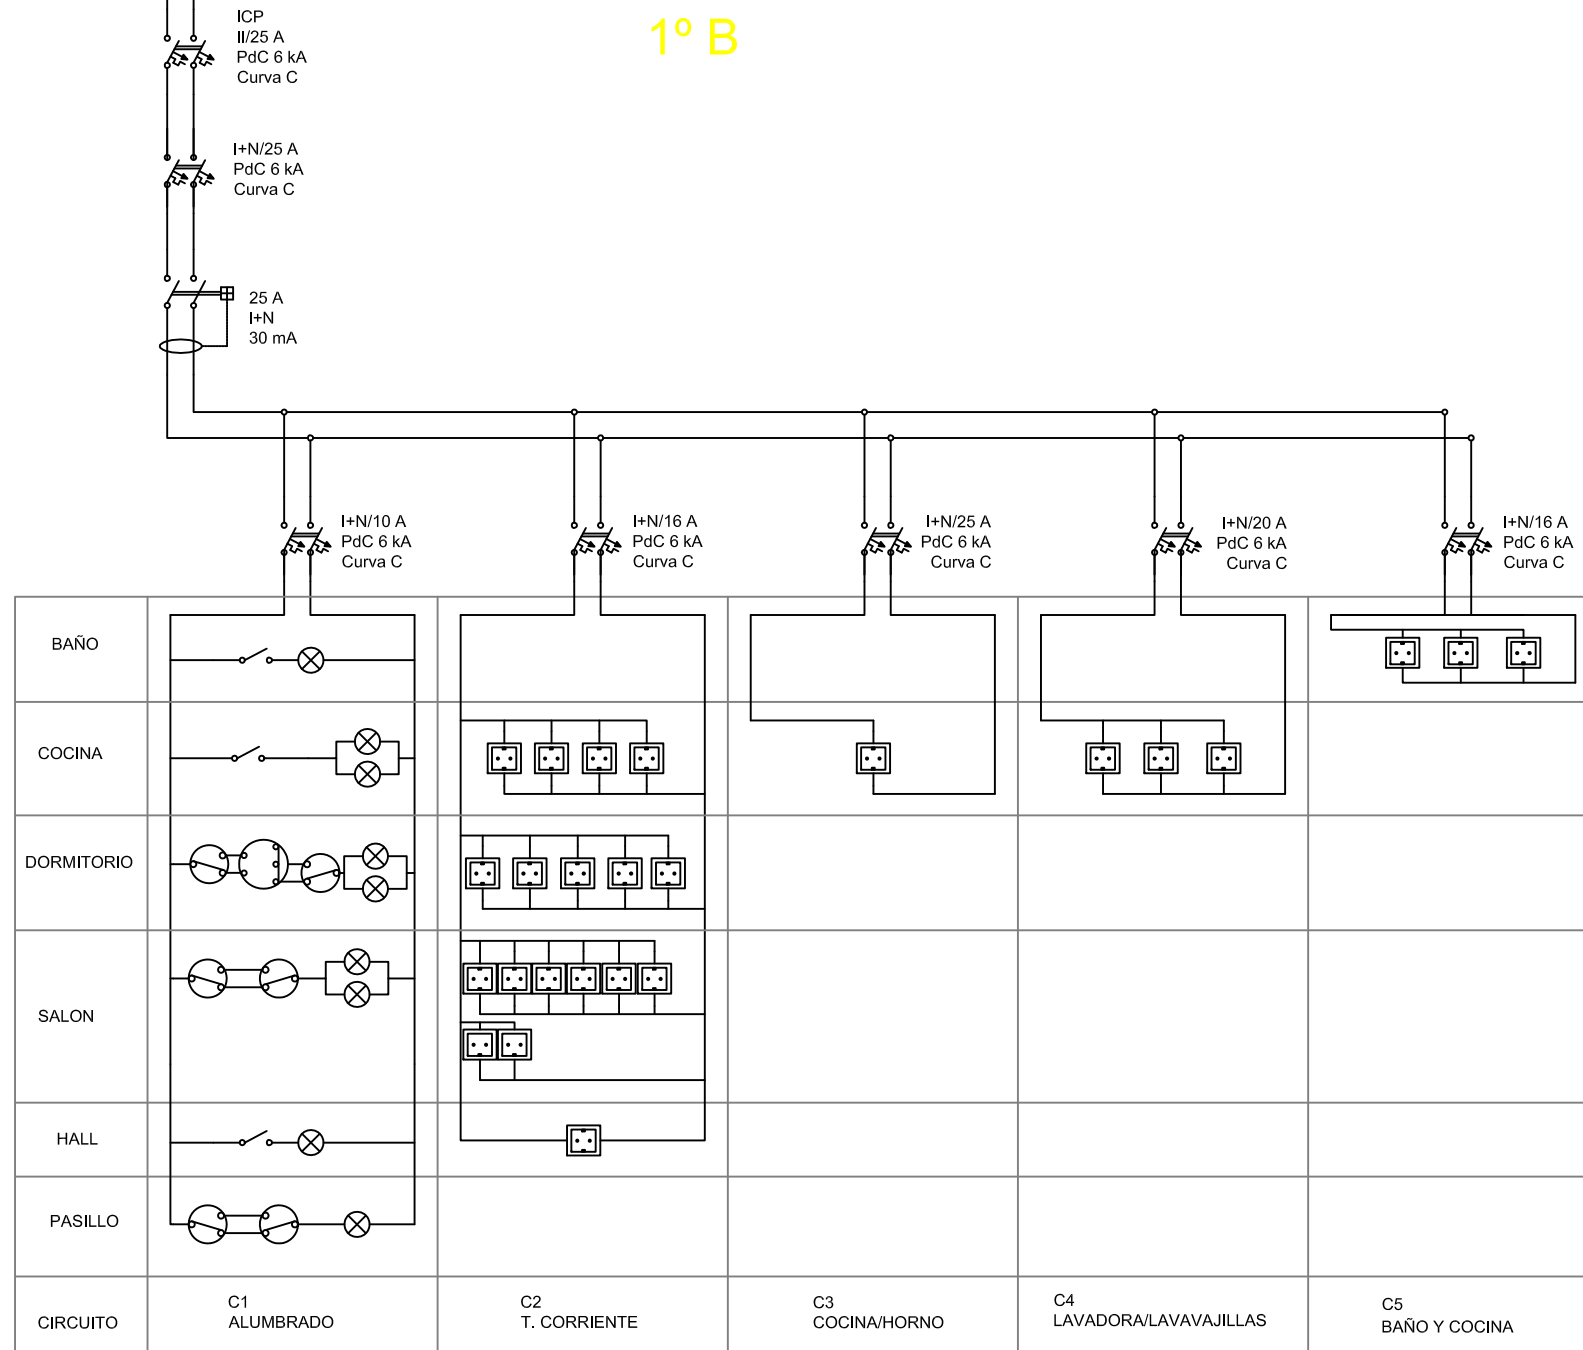 ICP
II/25 A
PdC 6 kA
Curva C
1º B
I+N/25 A
PdC 6 kA
Curva C
25 A
I+N
30 mA
I+N/10 A
PdC 6 kA
Curva C
I+N/16 A
PdC 6 kA
Curva C
I+N/25 A
PdC 6 kA
Curva C
I+N/20 A
PdC 6 kA
Curva C
I+N/16 A
PdC 6 kA
Curva C
BAÑO
COCINA
DORMITORIO
SALON
HALL
PASILLO
CIRCUITO
C1
ALUMBRADO
C2
T. CORRIENTE
C3
COCINA/HORNO
C4
LAVADORA/LAVAVAJILLAS
C5
BAÑO Y COCINA